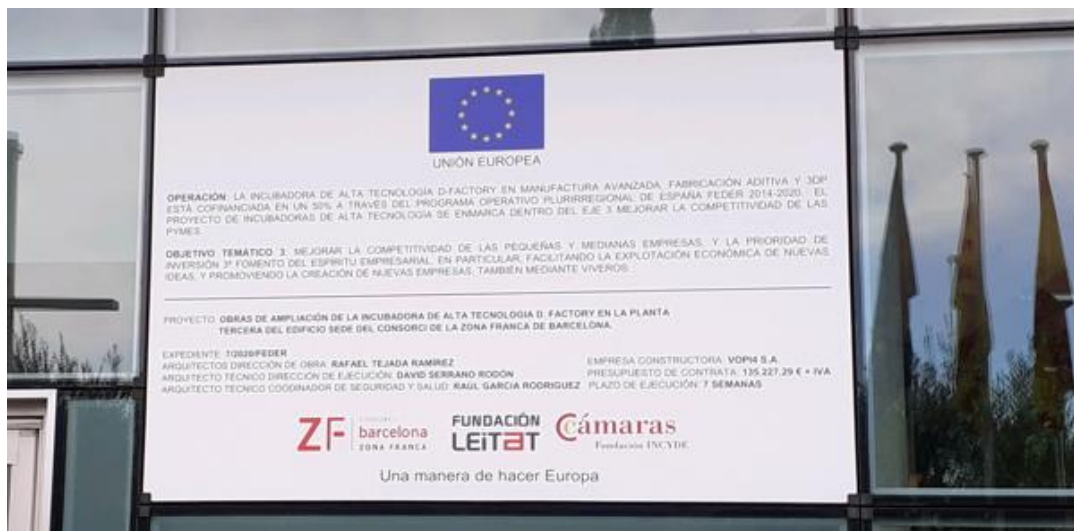 UNIÓN EUROPEA
OPERACIÓN: LA INCUBADORA DE ALTA TECNOLOGÍA D-FACTORY EN MANUFACTURA AVANZADA, FABRICACIÓN ADITIVA Y 3DP
ESTÁ COFINANCIADA EN UN 50% A TRAVÉS DEL PROGRAMA OPERATIVO PLURIRREGIONAL DE ESPAÑA FEDER 2014-2020. EL
PROYECTO DE INCUBADORAS DE ALTA TECNOLOGÍA SE ENMARCA DENTRO DEL EJE 3 MEJORAR LA COMPETITIVIDAD DE LAS
PYMES.
OBJETIVO TEMÁTICO 3: MEJORAR LA COMPETITIVIDAD DE LAS PEQUEÑAS Y MEDIANAS EMPRESAS, Y LA PRIORIDAD DE
INVERSIÓN 3ª FOMENTO DEL ESPÍRITU EMPRESARIAL, EN PARTICULAR, FACILITANDO LA EXPLOTACIÓN ECONÓMICA DE NUEVAS
IDEAS, Y PROMOVIENDO LA CREACIÓN DE NUEVAS EMPRESAS, TAMBIÉN MEDIANTE VIVEROS.
PROYECTO: OBRAS DE AMPLIACIÓN DE LA INCUBADORA DE ALTA TECNOLOGIA D. FACTORY EN LA PLANTA
TERCERA DEL EDIFICIO SEDE DEL CONSORCI DE LA ZONA FRANCA DE BARCELONA.
EXPEDIENTE: 7/2020/FEDER
ARQUITECTOS DIRECCIÓN DE OBRA: RAFAEL TEJADA RAMÍREZ
EMPRESA CONSTRUCTORA: VOPI4 S.A.
ARQUITECTO TÉCNICO DIRECCIÓN DE EJECUCIÓN: DAVID SERRANO RODÓN
PRESUPUESTO DE CONTRATA: 135.227,29 € + IVA
ARQUITECTO TÉCNICO COODINADOR DE SEGURIDAD Y SALUD: RAÚL GARCIA RODRIGUEZ
PLAZO DE EJECUCIÓN: 7 SEMANAS
ZF CONSORCI
barcelona
ZONA FRANCA
FUNDACIÓN
LEITAT
Cámaras
Fundación INCYDE
Una manera de hacer Europa